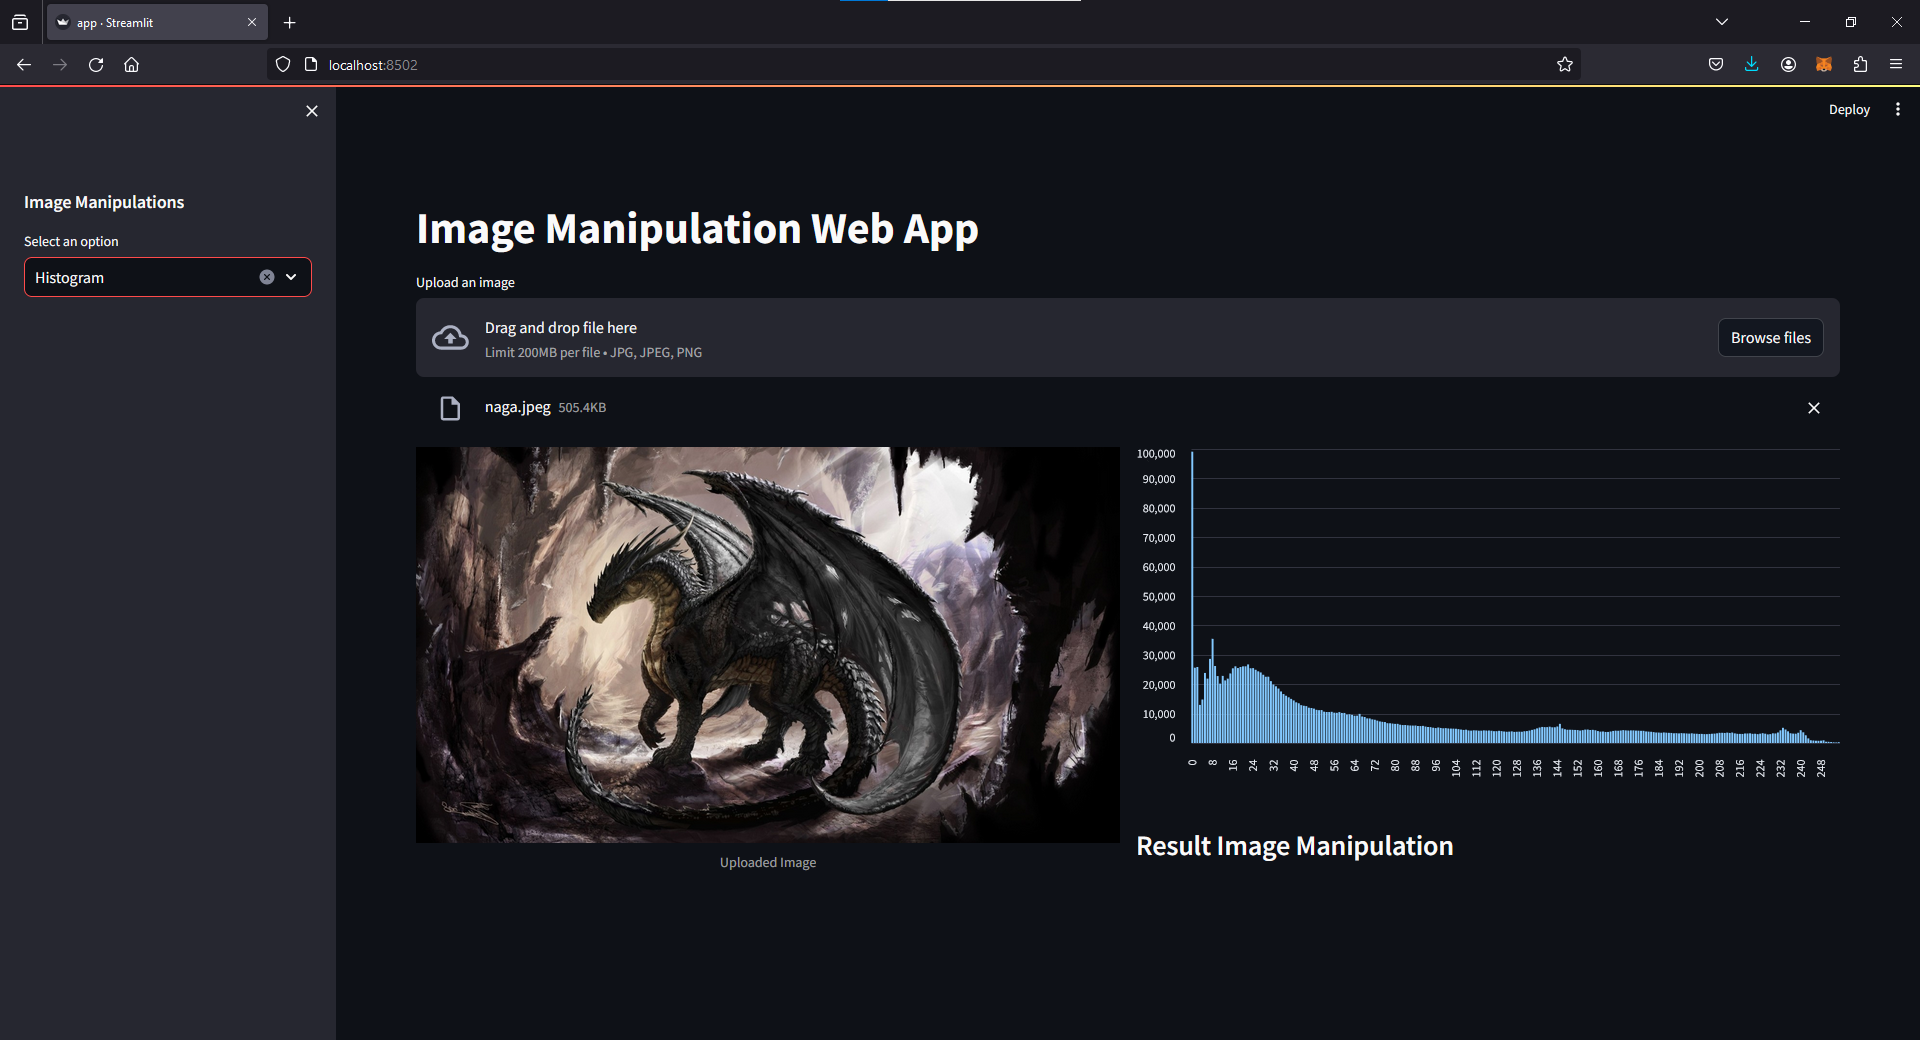 app · Streamlit
localhost:8502
Deploy
Image Manipulations
Select an option
Histogram
Image Manipulation Web App
Upload an image
Drag and drop file here
Limit 200MB per file • JPG, JPEG, PNG
Browse files
naga.jpeg 505.4KB
100,000
90,000
80,000
70,000
60,000
50,000
40,000
30,000
20,000
10,000
0
0 8 16 24 32 40 48 56 64 72 80 88 96 104 112 120 128 136 144 152 160 168 176 184 192 200 208 216 224 232 240 248
Uploaded Image
Result Image Manipulation